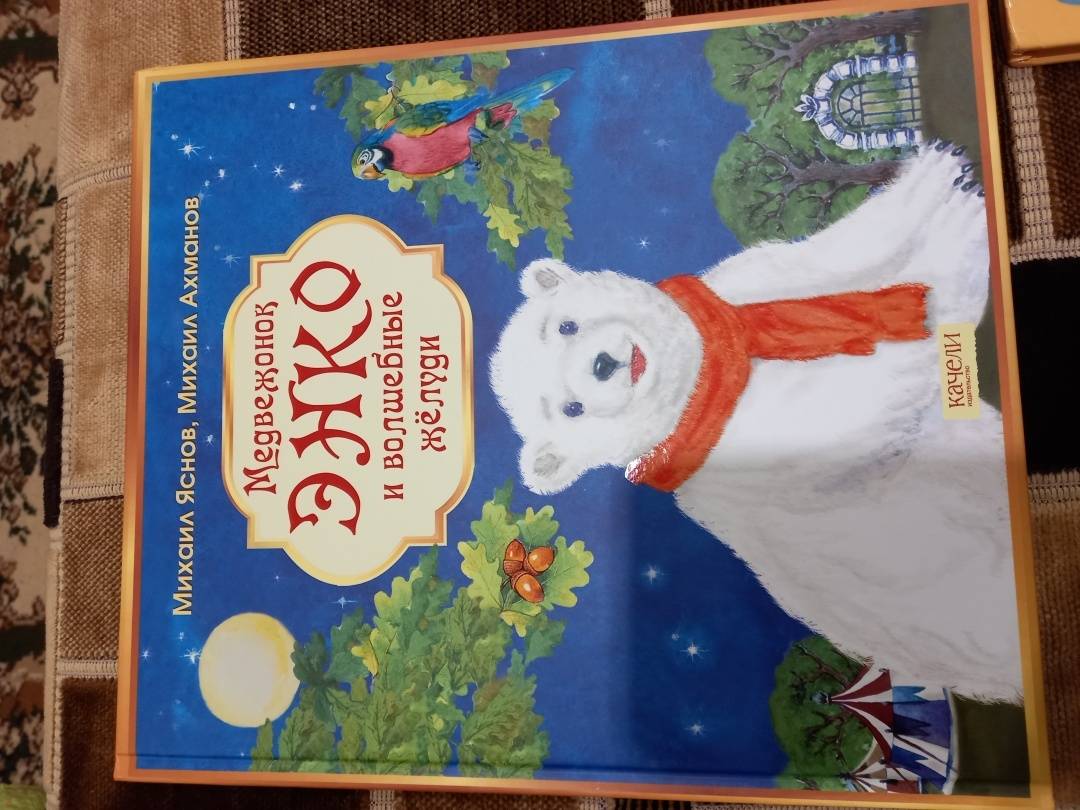 Михаил Яснов, Михаил Ахманов
Медвежонок
ЭНКО
и волшебные
жёлуди
качели
издательство